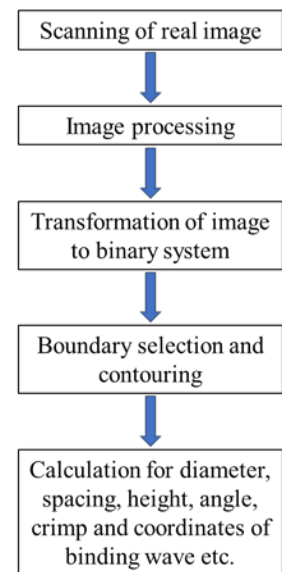 Scanning of real image
Image processing
Transformation of image
to binary system
Boundary selection and
contouring
Calculation for diameter,
spacing, height, angle,
crimp and coordinates of
binding wave etc.